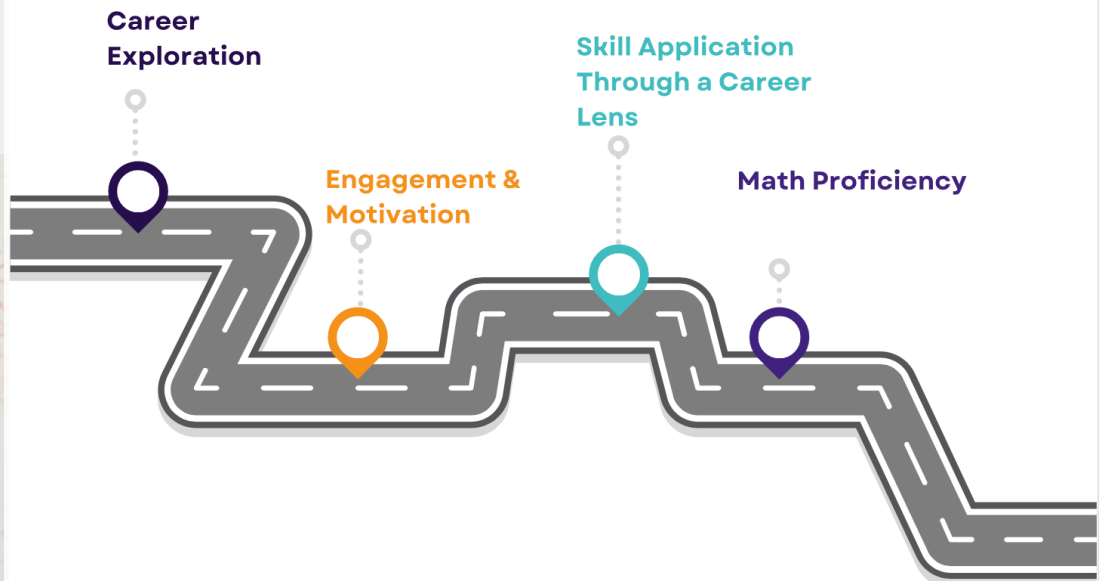 Career
Exploration
Skill Application
Through a Career
Lens
Engagement &
Motivation
Math Proficiency